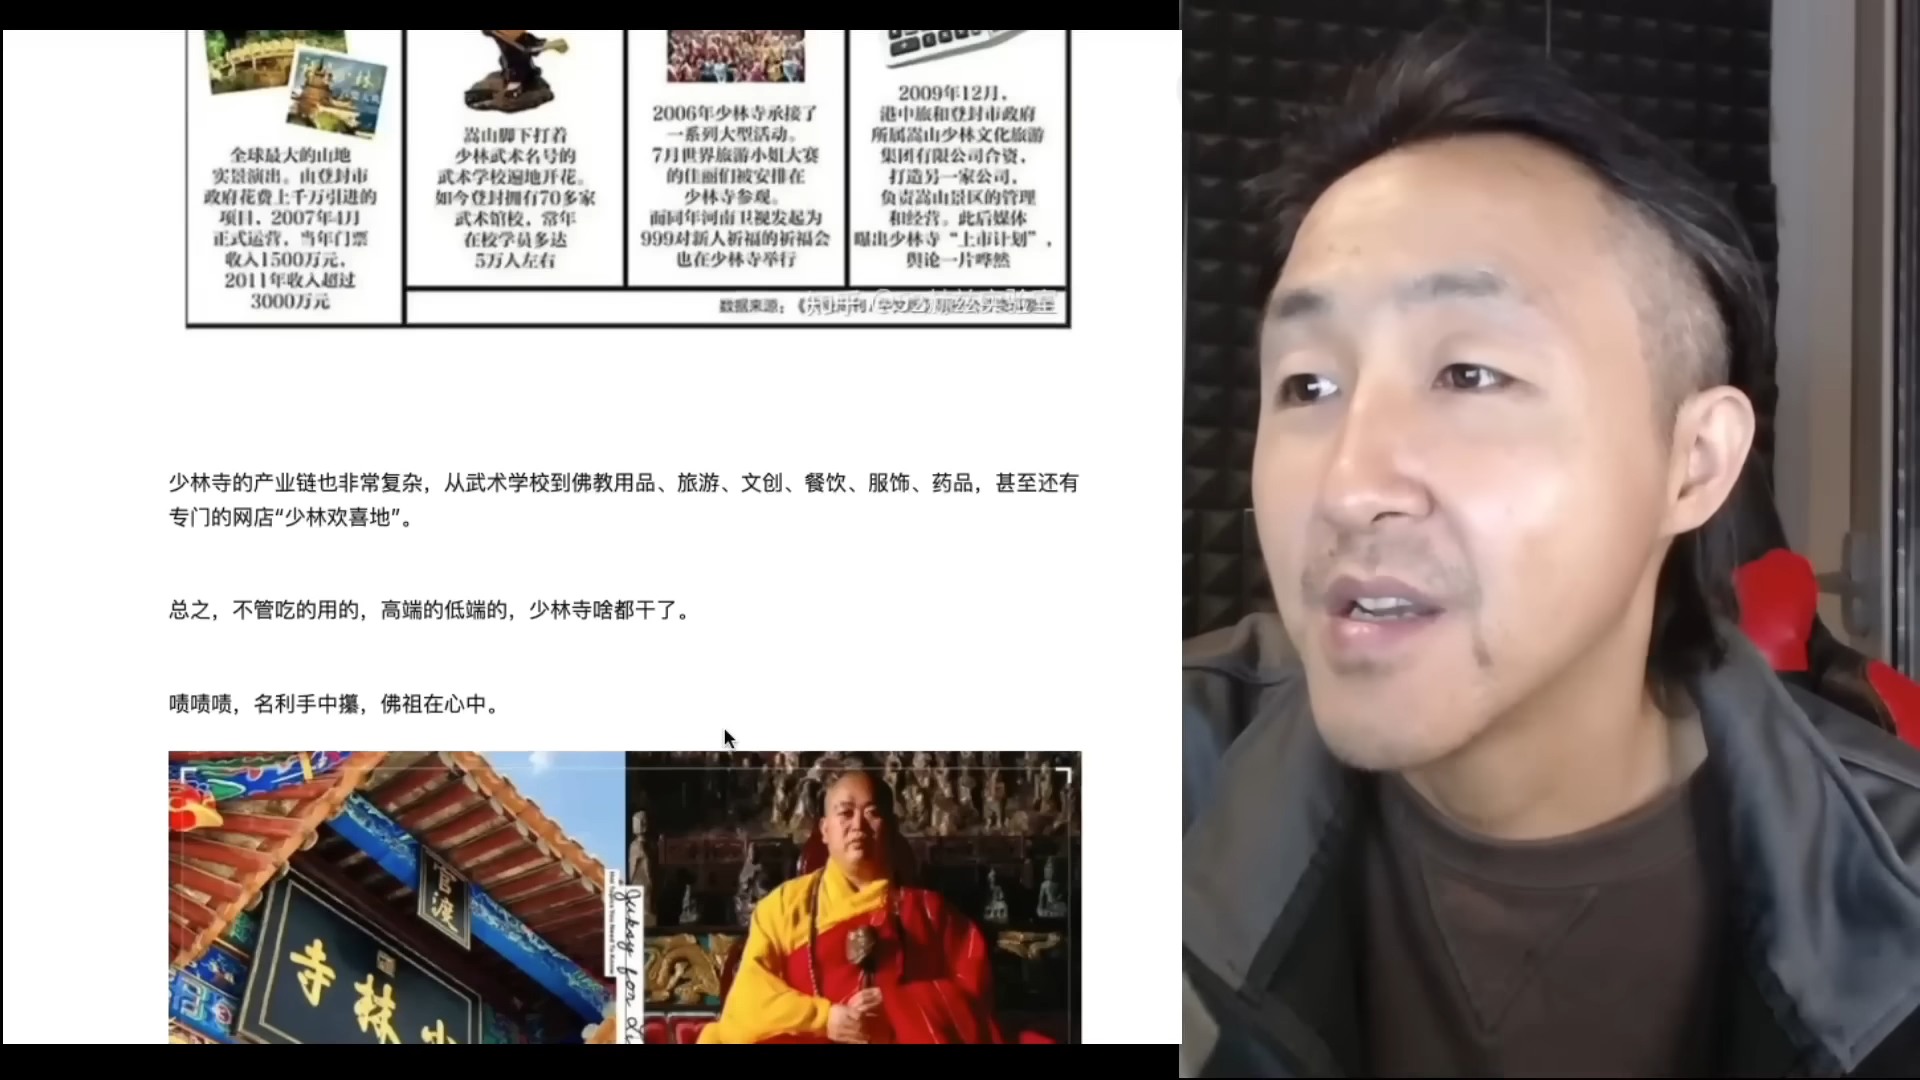 全球最大的山地
实景演出。由登封市
政府花费上千万引进的
项目，2007年4月
正式运营，当年门票
收入1500万元，
2011年收入超过
3000万元
嵩山脚下打着
少林武术名号的
武术学校遍地开花。
如今登封拥有70多家
武术馆校，常年
在校学员多达
5万人左右
2006年少林寺承接了
一系列大型活动。
7月世界旅游小姐大赛
的佳丽们被安排在
少林寺参观。
而同年河南卫视发起为
999对新人祈福的祈福会
也在少林寺举行
2009年12月，
港中旅和登封市政府
所属嵩山少林文化旅游
集团有限公司合资，
打造另一家公司，
负责嵩山景区的管理
和经营。此后媒体
曝出少林寺“上市计划”，
舆论一片哗然
数据来源：《
知乎
少林寺的产业链也非常复杂，从武术学校到佛教用品、旅游、文创、餐饮、服饰、药品，甚至还有
专门的网店“少林欢喜地”。
总之，不管吃的用的，高端的低端的，少林寺啥都干了。
啧啧啧，名利手中攥，佛祖在心中。
官渡
寺林少
Juksy for Li